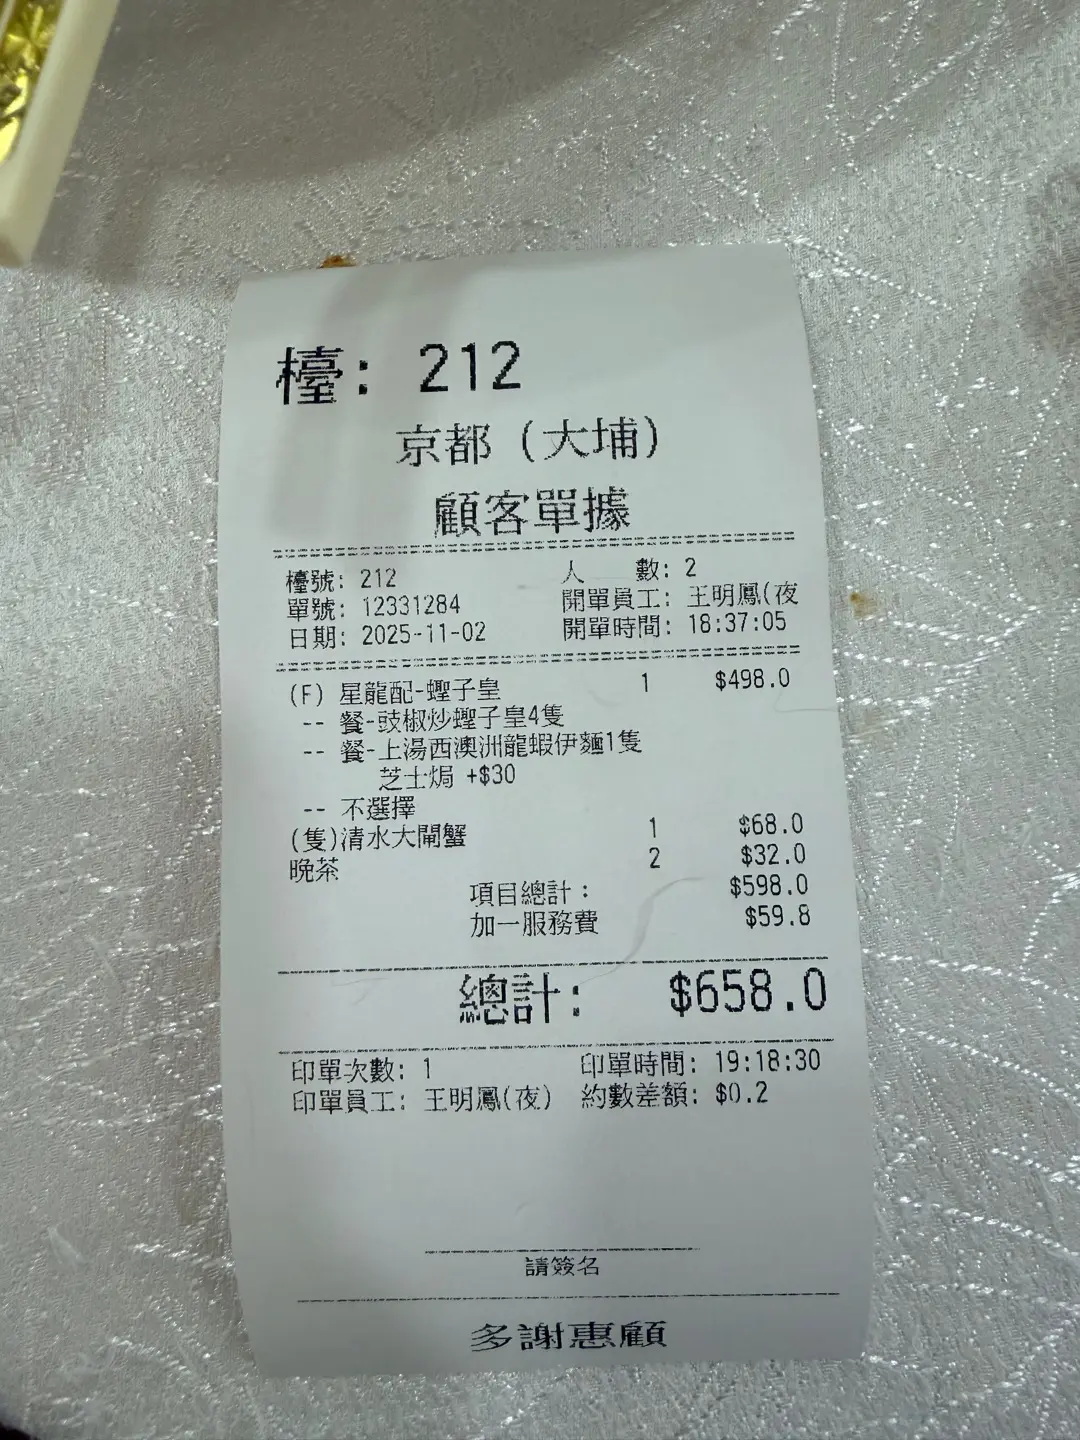 檯: 212
京都 (大埔)
顧客單據
檯號: 212 人 數: 2
單號: 12331284 開單員工: 王明鳳(夜
日期: 2025-11-02 開單時間: 18:37:05
(F) 星龍配-蟶子皇 1 $498.0
-- 餐-豉椒炒蟶子皇4隻
-- 餐-上湯西澳洲龍蝦伊麵1隻
芝士焗 +$30
-- 不選擇
(隻)清水大閘蟹 1 $68.0
晚茶 2 $32.0
項目總計: $598.0
加一服務費 $59.8
總計: $658.0
印單次數: 1 印單時間: 19:18:30
印單員工: 王明鳳(夜) 約數差額: $0.2
請簽名
多謝惠顧